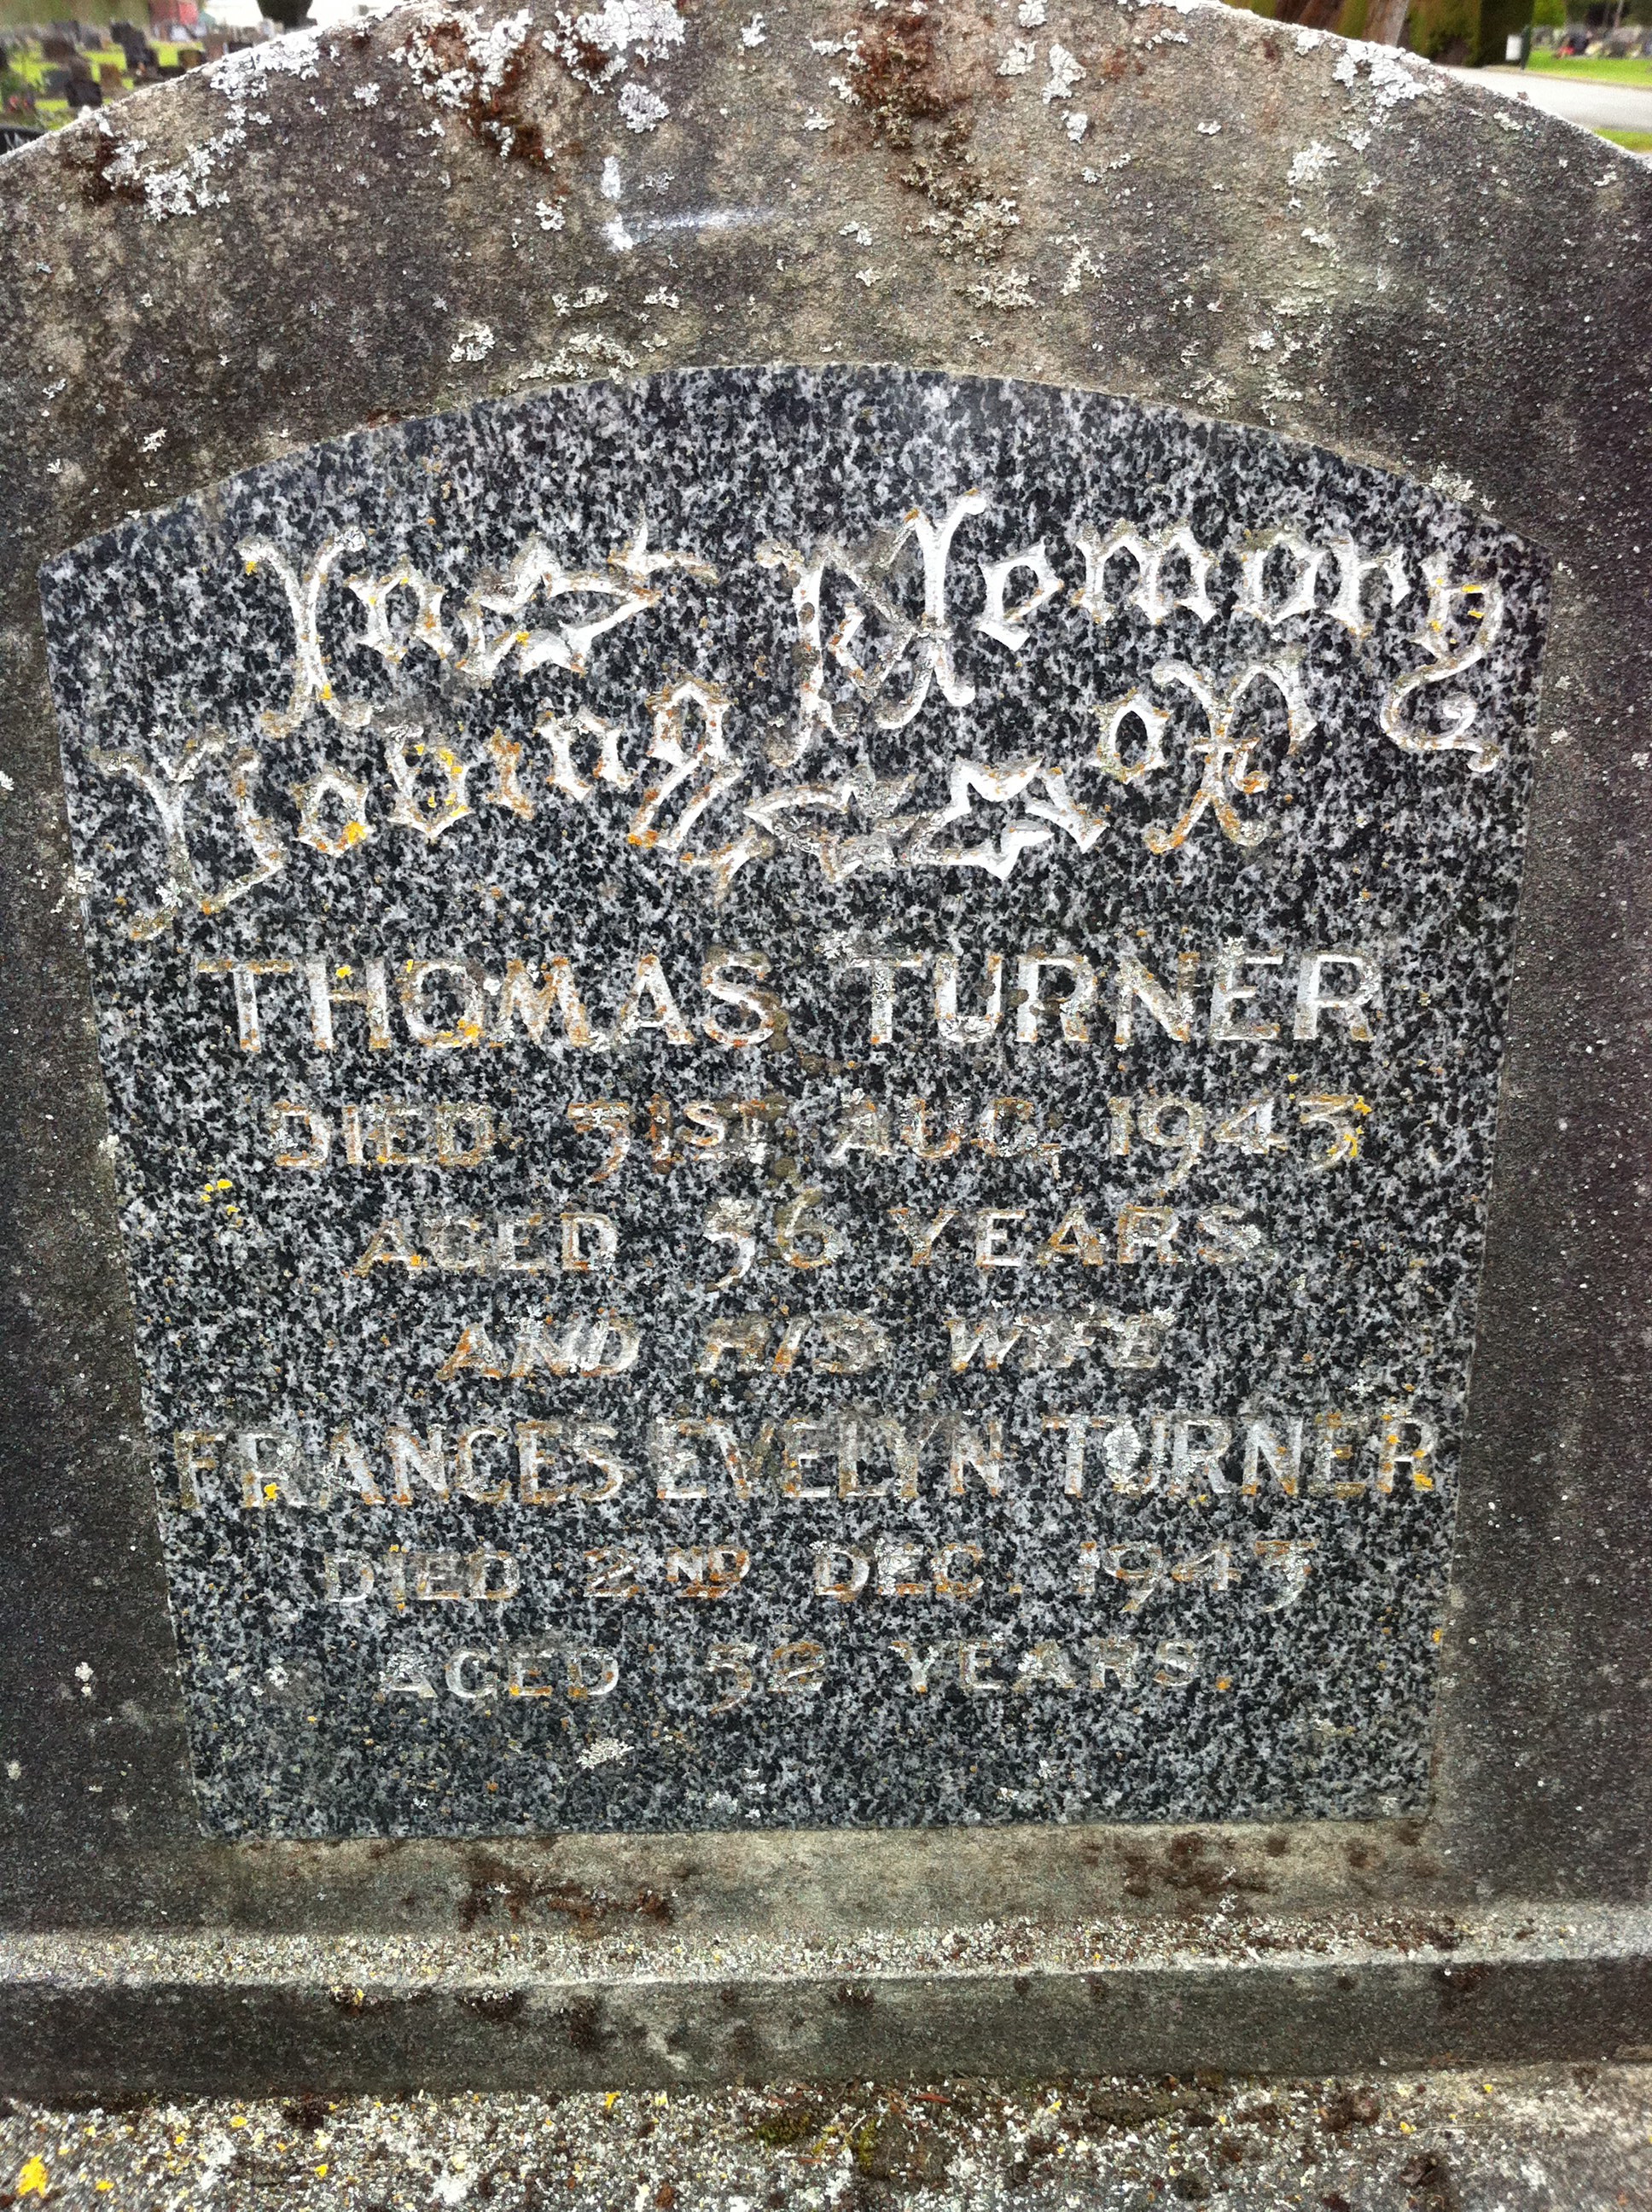 In
Loving
Memory
of
THOMAS TURNER
DIED 31ST AUG. 1943
AGED 56 YEARS
AND HIS WIFE
FRANCES EVELYN TURNER
DIED 2ND DEC. 1943
AGED YEARS.